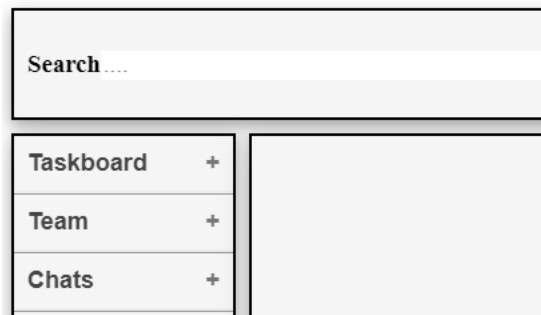 Search....
Taskboard +
Team +
Chats +